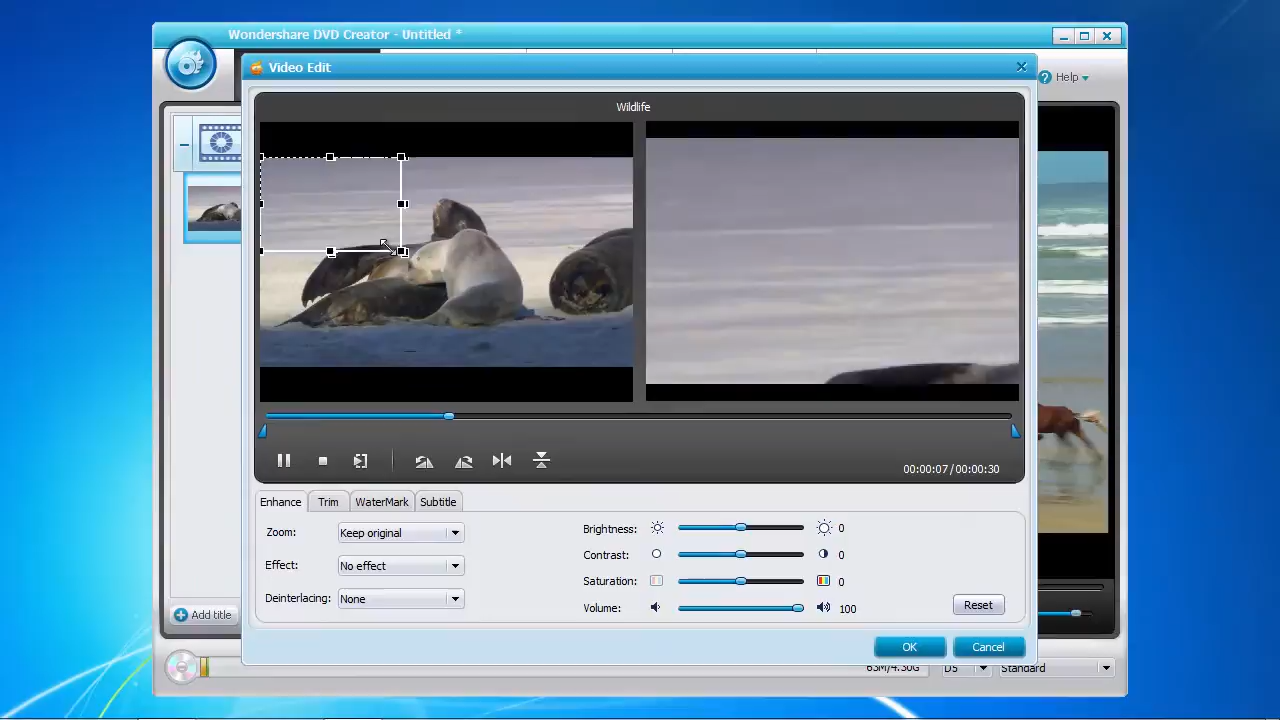 Wondershare DVD Creator - Untitled *
Help
Video Edit
Wildlife
00:00:07/00:00:30
Enhance
Trim
WaterMark
Subtitle
Zoom:
Keep original
Effect:
No effect
Deinterlacing:
None
Brightness:
0
Contrast:
0
Saturation:
0
Volume:
100
Reset
Add title
OK
Cancel
63M/4.30G
D5
Standard